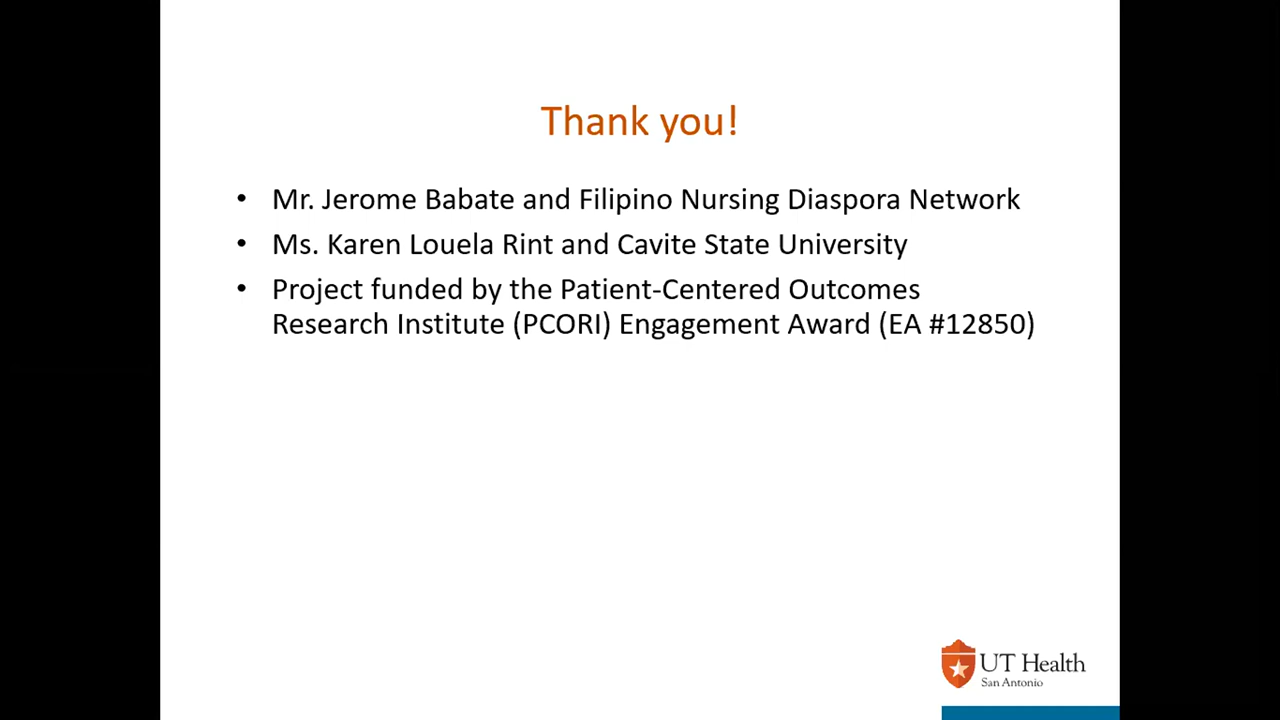 Thank you!
• Mr. Jerome Babate and Filipino Nursing Diaspora Network
• Ms. Karen Louela Rint and Cavite State University
• Project funded by the Patient-Centered Outcomes
Research Institute (PCORI) Engagement Award (EA #12850)
UT Health
San Antonio